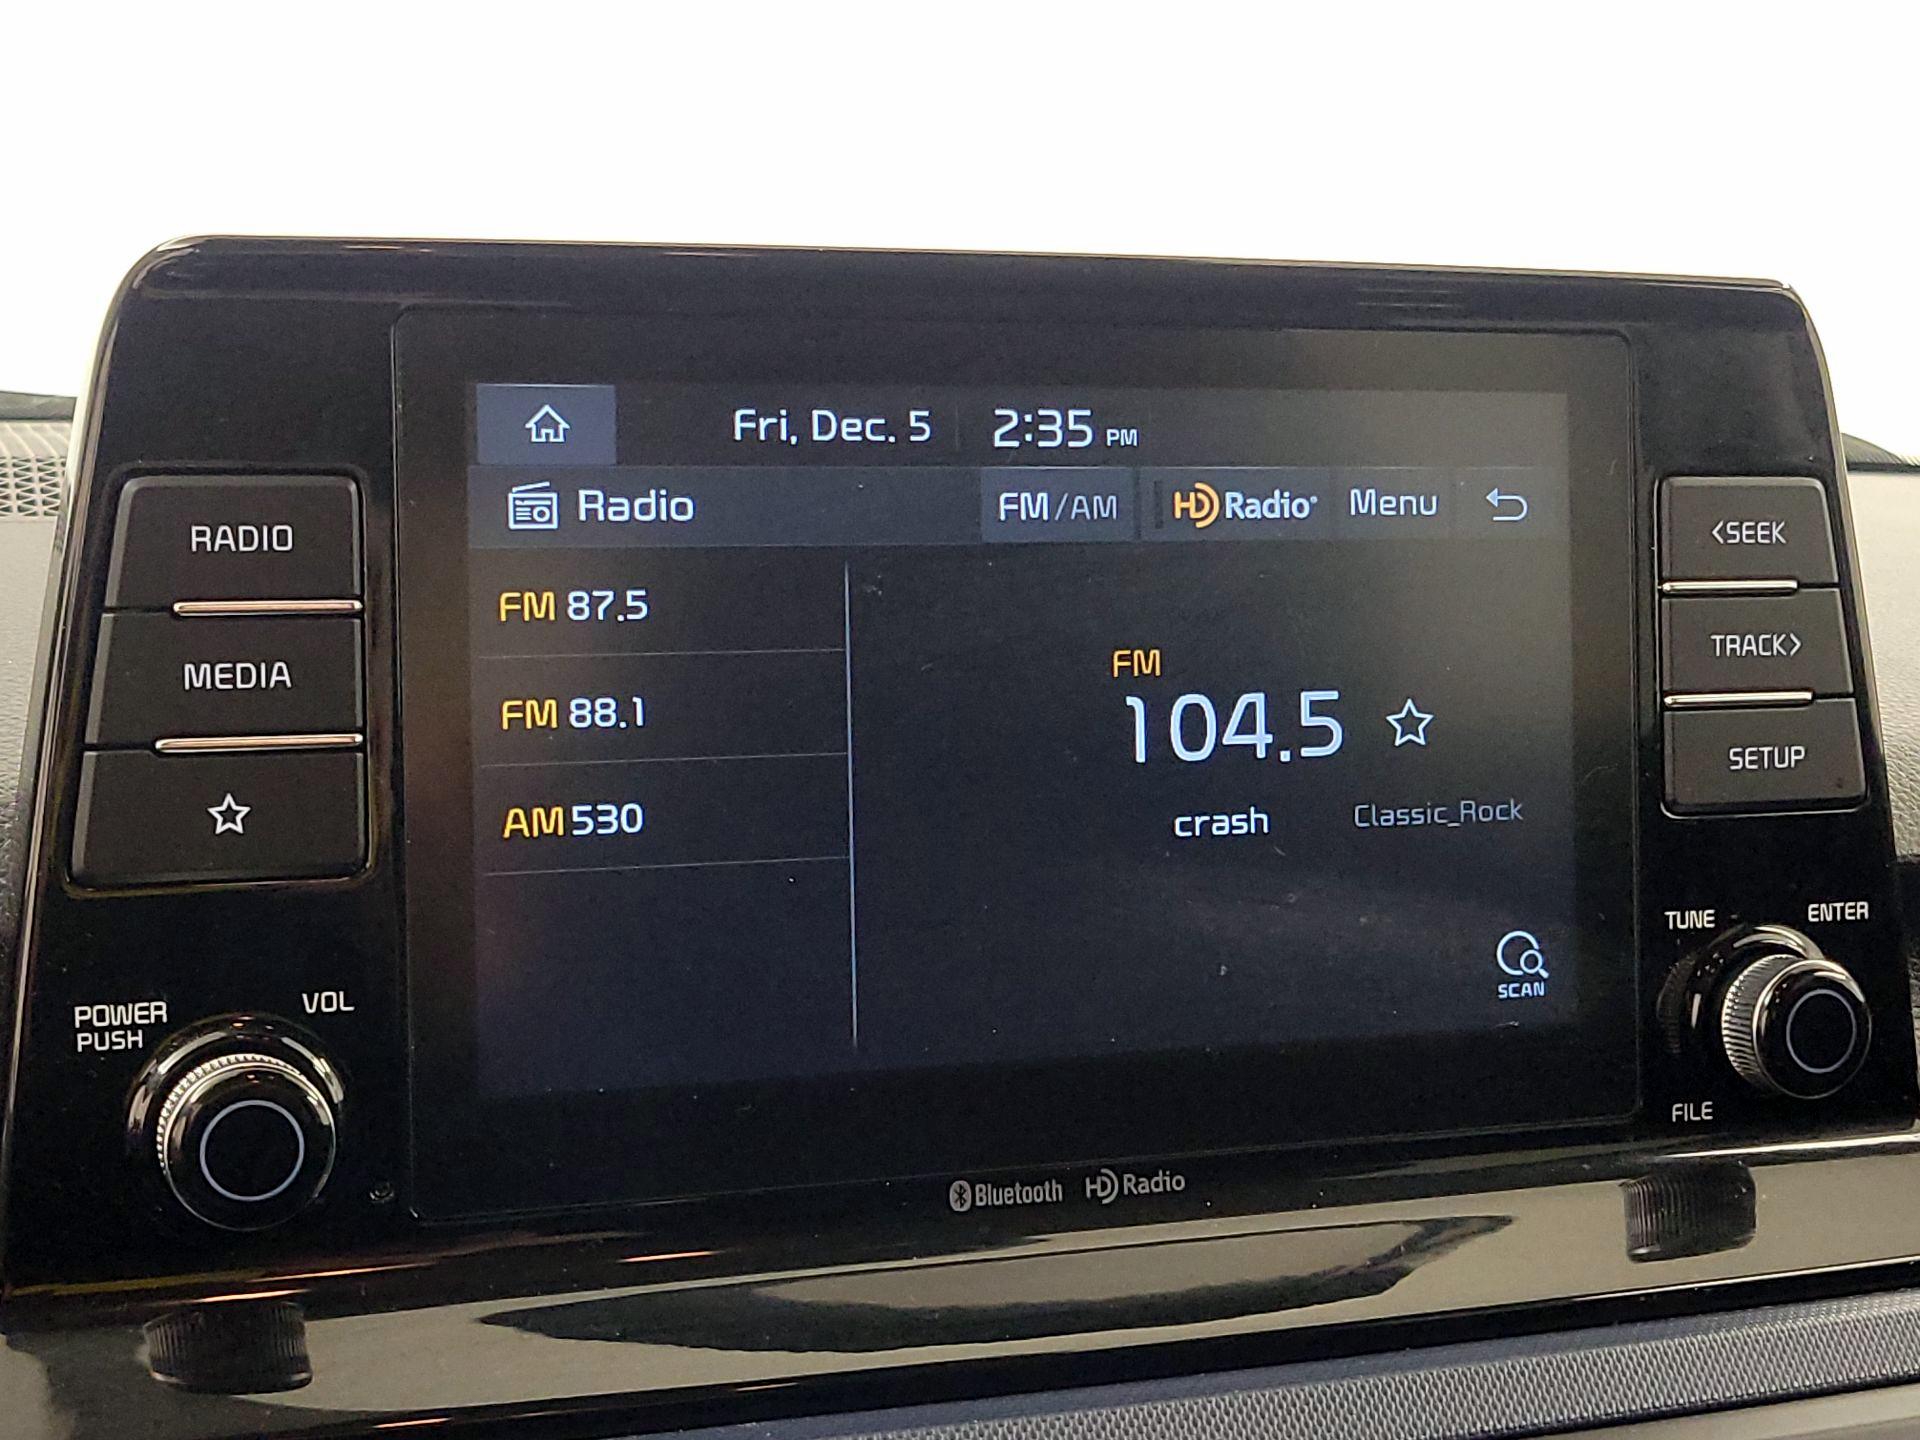 Fri, Dec. 5 2:35 PM
Radio FM/AM HD Radio Menu
FM 87.5
FM 88.1
AM 530
FM
104.5
crash Classic_Rock
SCAN
RADIO
MEDIA
POWER
PUSH
VOL
<SEEK
TRACK>
SETUP
TUNE
ENTER
FILE
Bluetooth HD Radio